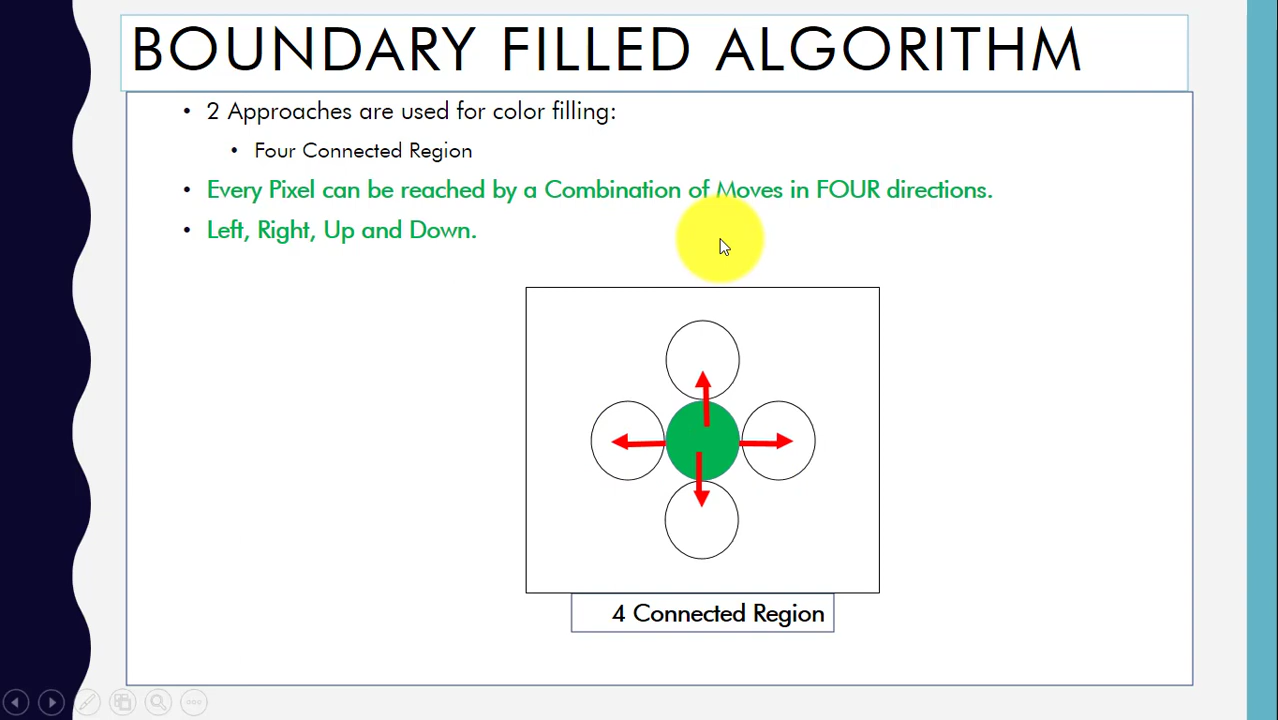 BOUNDARY FILLED ALGORITHM
2 Approaches are used for color filling:
Four Connected Region
Every Pixel can be reached by a Combination of Moves in FOUR directions.
Left, Right, Up and Down.
4 Connected Region